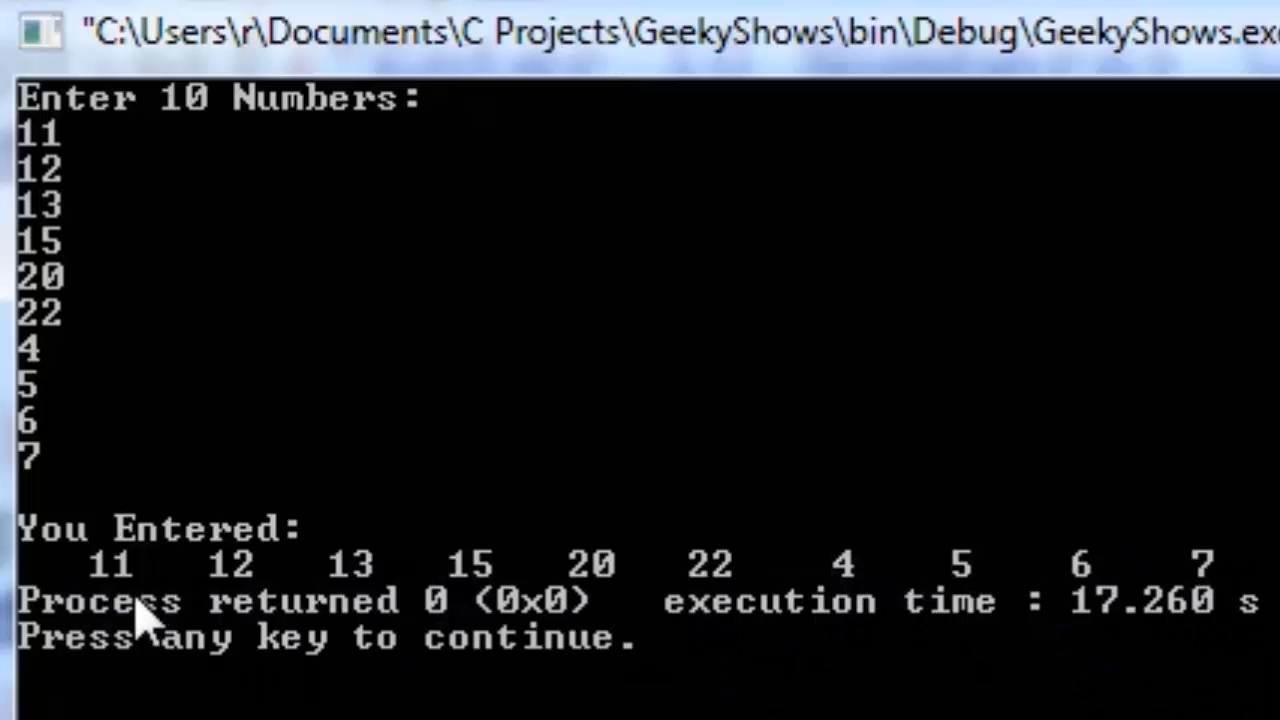 "C:\Users\r\Documents\C Projects\GeekyShows\bin\Debug\GeekyShows.exe
Enter 10 Numbers:
11
12
13
15
20
22
4
5
6
7
You Entered:
11 12 13 15 20 22 4 5 6 7
Process returned 0 (0x0) execution time : 17.260 s
Press any key to continue.